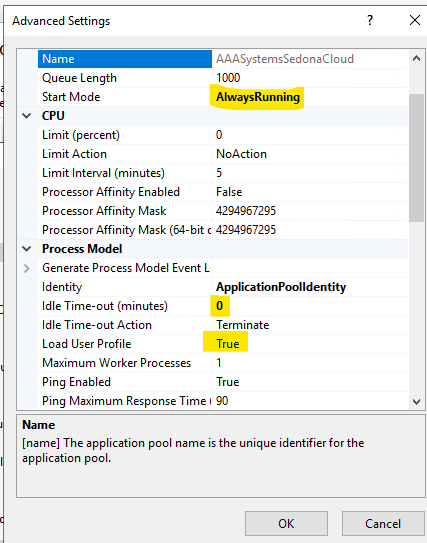 Advanced Settings ? ×
Name AAASystemsSedonaCloud
Queue Length 1000
Start Mode AlwaysRunning
CPU
Limit (percent) 0
Limit Action NoAction
Limit Interval (minutes) 5
Processor Affinity Enabled False
Processor Affinity Mask 4294967295
Processor Affinity Mask (64-bit o 4294967295
Process Model
Generate Process Model Event L
Identity ApplicationPoolIdentity
Idle Time-out (minutes) 0
Idle Time-out Action Terminate
Load User Profile True
Maximum Worker Processes 1
Ping Enabled True
Ping Maximum Response Time ( 90
Name
[name] The application pool name is the unique identifier for the
application pool.
OK Cancel